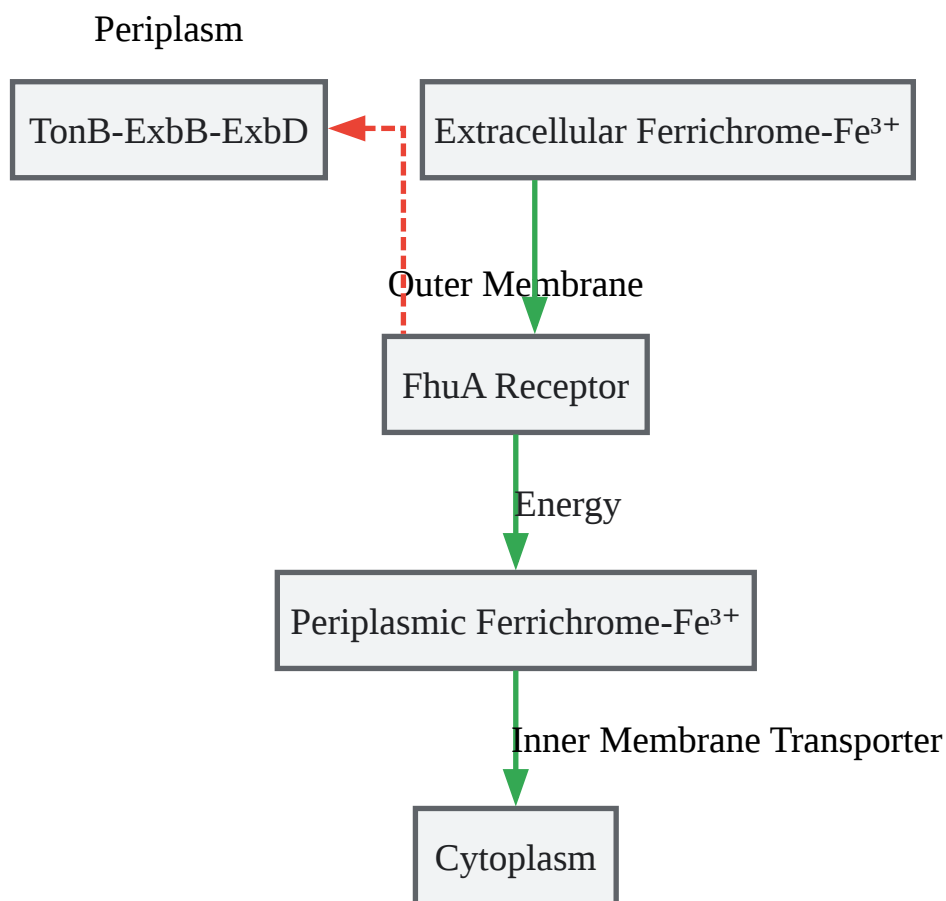 Periplasm
TonB-ExbB-ExbD
Extracellular Ferrichrome-Fe³⁺
Outer Membrane
FhuA Receptor
Energy
Periplasmic Ferrichrome-Fe³⁺
Inner Membrane Transporter
Cytoplasm